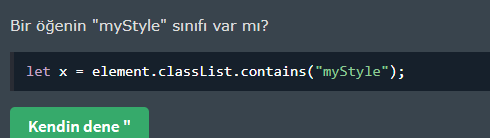 Bir öğenin "myStyle" sınıfı var mı?
let x = element.classList.contains("myStyle");
Kendin dene "